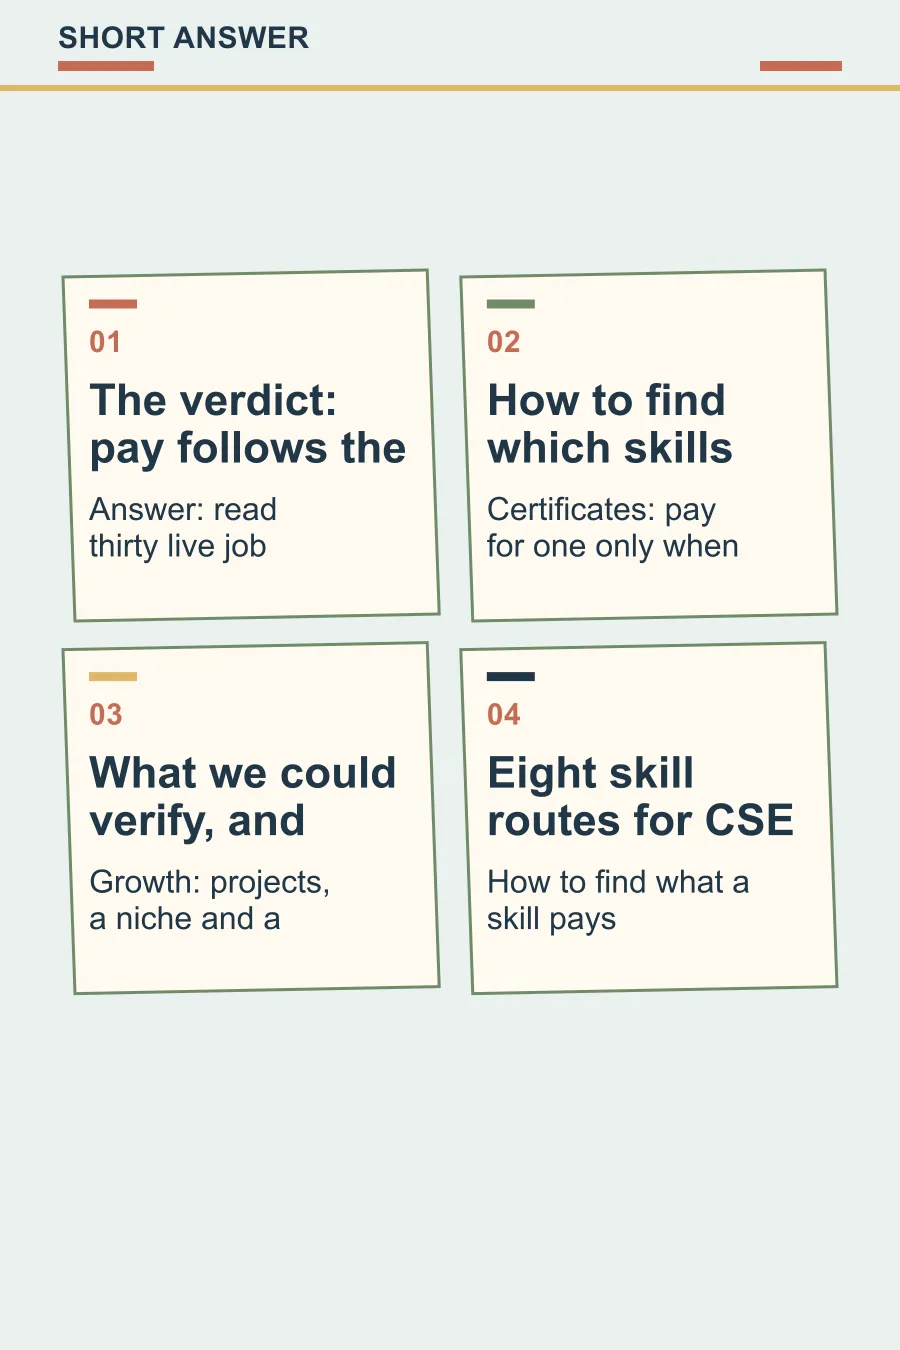 SHORT ANSWER
01
The verdict:
pay follows the
Answer: read
thirty live job
02
How to find
which skills
Certificates: pay
for one only when
03
What we could
verify, and
Growth: projects,
a niche and a
04
Eight skill
routes for CSE
How to find what a
skill pays